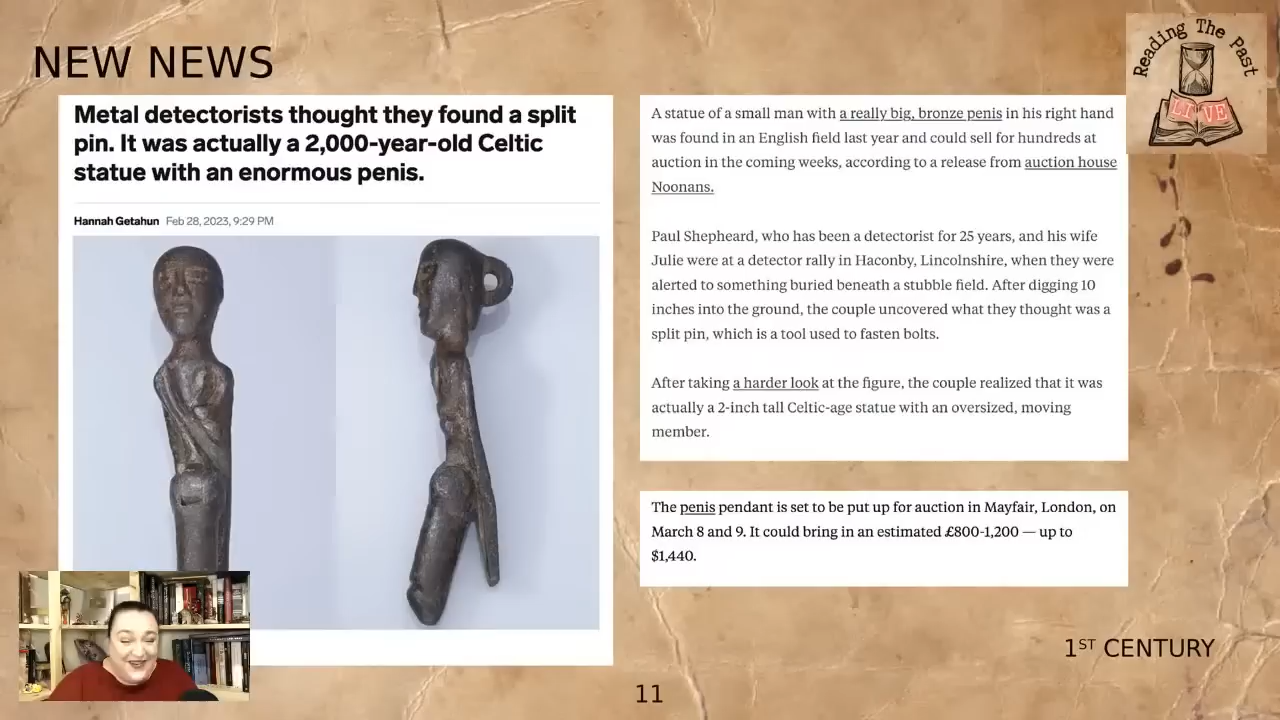 NEW NEWS
Reading The Past
LIVE
Metal detectorists thought they found a split
pin. It was actually a 2,000-year-old Celtic
statue with an enormous penis.
Hannah Getahun Feb 28, 2023, 9:29 PM
A statue of a small man with a really big, bronze penis in his right hand
was found in an English field last year and could sell for hundreds at
auction in the coming weeks, according to a release from auction house
Noonans.
Paul Shepheard, who has been a detectorist for 25 years, and his wife
Julie were at a detector rally in Haconby, Lincolnshire, when they were
alerted to something buried beneath a stubble field. After digging 10
inches into the ground, the couple uncovered what they thought was a
split pin, which is a tool used to fasten bolts.
After taking a harder look at the figure, the couple realized that it was
actually a 2-inch tall Celtic-age statue with an oversized, moving
member.
The penis pendant is set to be put up for auction in Mayfair, London, on
March 8 and 9. It could bring in an estimated £800-1,200 — up to
$1,440.
1ST CENTURY
11